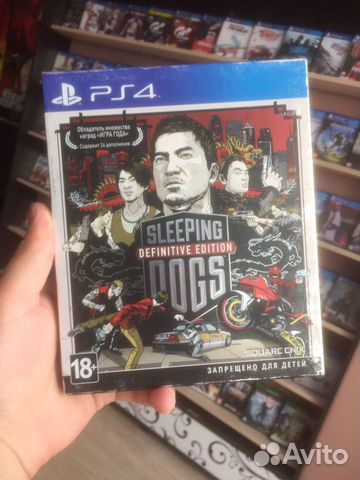 PS4
Обладатель множества
наград «ИГРА ГОДА»
Содержит 24 дополнения
SLEEPING
DEFINITIVE EDITION
DOGS
SQUARE ENIX
18+
ЗАПРЕЩЕНО ДЛЯ ДЕТЕЙ
Avito